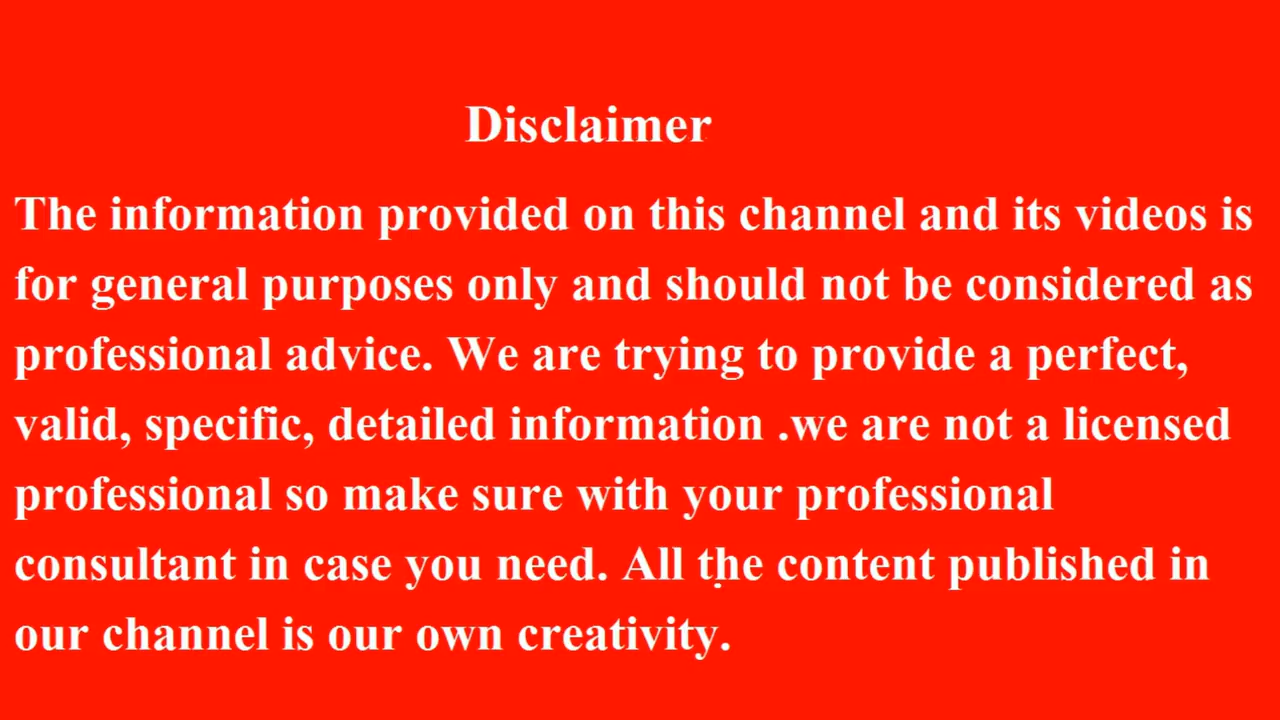 Disclaimer
The information provided on this channel and its videos is
for general purposes only and should not be considered as
professional advice. We are trying to provide a perfect,
valid, specific, detailed information .we are not a licensed
professional so make sure with your professional
consultant in case you need. All the content published in
our channel is our own creativity.